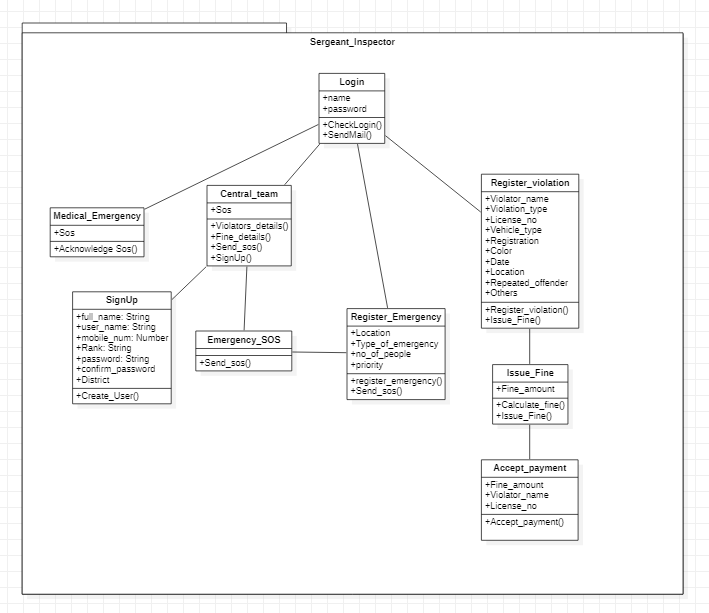 Sergeant_Inspector
Login
+name
+password
+CheckLogin()
+SendMail()
Medical_Emergency
+Sos
+Acknowledge Sos()
Central_team
+Sos
+Violators_details()
+Fine_details()
+Send_sos()
+SignUp()
Register_violation
+Violator_name
+Violation_type
+License_no
+Vehicle_type
+Registration
+Color
+Date
+Location
+Repeated_offender
+Others
+Register_violation()
+Issue_Fine()
SignUp
+full_name: String
+user_name: String
+mobile_num: Number
+Rank: String
+password: String
+confirm_password
+District
+Create_User()
Emergency_SOS
+Send_sos()
Register_Emergency
+Location
+Type_of_emergency
+no_of_people
+priority
+register_emergency()
+Send_sos()
Issue_Fine
+Fine_amount
+Calculate_fine()
+Issue_Fine()
Accept_payment
+Fine_amount
+Violator_name
+License_no
+Accept_payment()